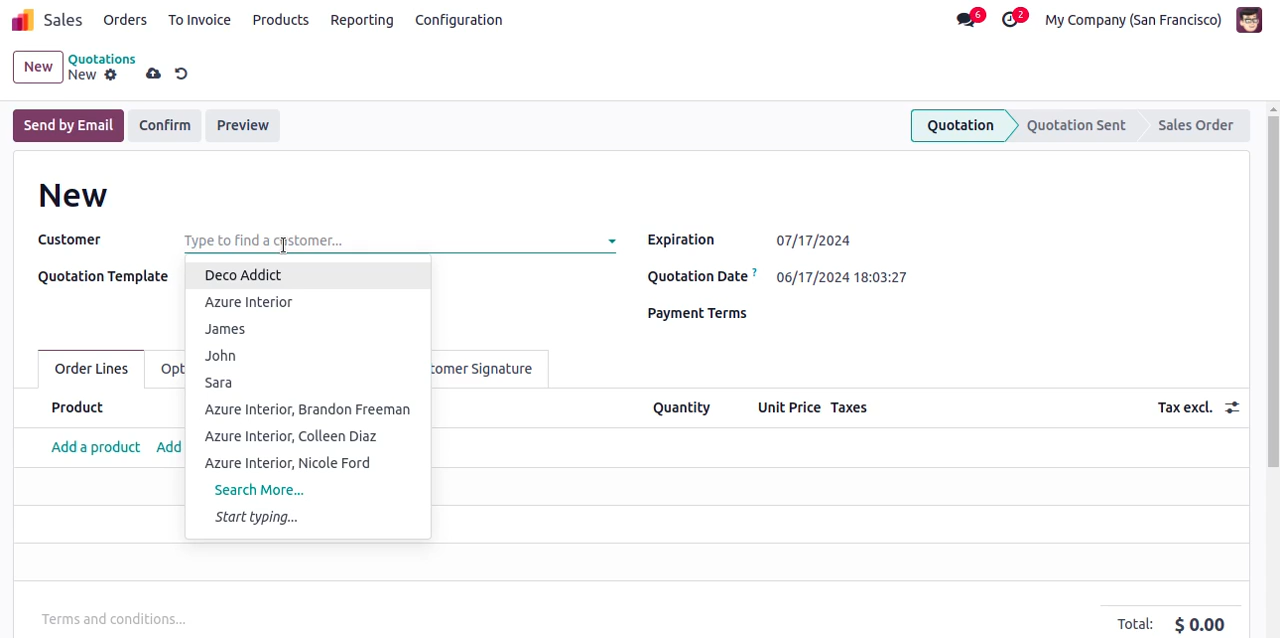 Sales Orders To Invoice Products Reporting Configuration 6 2 My Company (San Francisco)
New Quotations
New
Send by Email Confirm Preview Quotation Quotation Sent Sales Order
New
Customer Type to find a customer... Expiration 07/17/2024
Quotation Template Deco Addict Quotation Date ? 06/17/2024 18:03:27
Azure Interior
James Payment Terms
John
Order Lines Opt Sara tomer Signature
Product Azure Interior, Brandon Freeman Quantity Unit Price Taxes Tax excl.
Add a product Add Azure Interior, Colleen Diaz
Azure Interior, Nicole Ford
Search More...
Start typing...
Terms and conditions... Total: $ 0.00